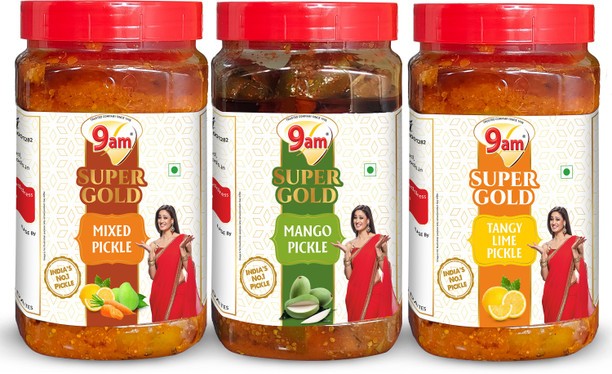 9am
SUPER
GOLD
MIXED
PICKLE
INDIA'S
NO.1
PICKLE
9am
SUPER
GOLD
MANGO
PICKLE
INDIA'S
NO.1
PICKLE
9am
SUPER
GOLD
TANGY
LIME
PICKLE
INDIA'S
NO.1
PICKLE